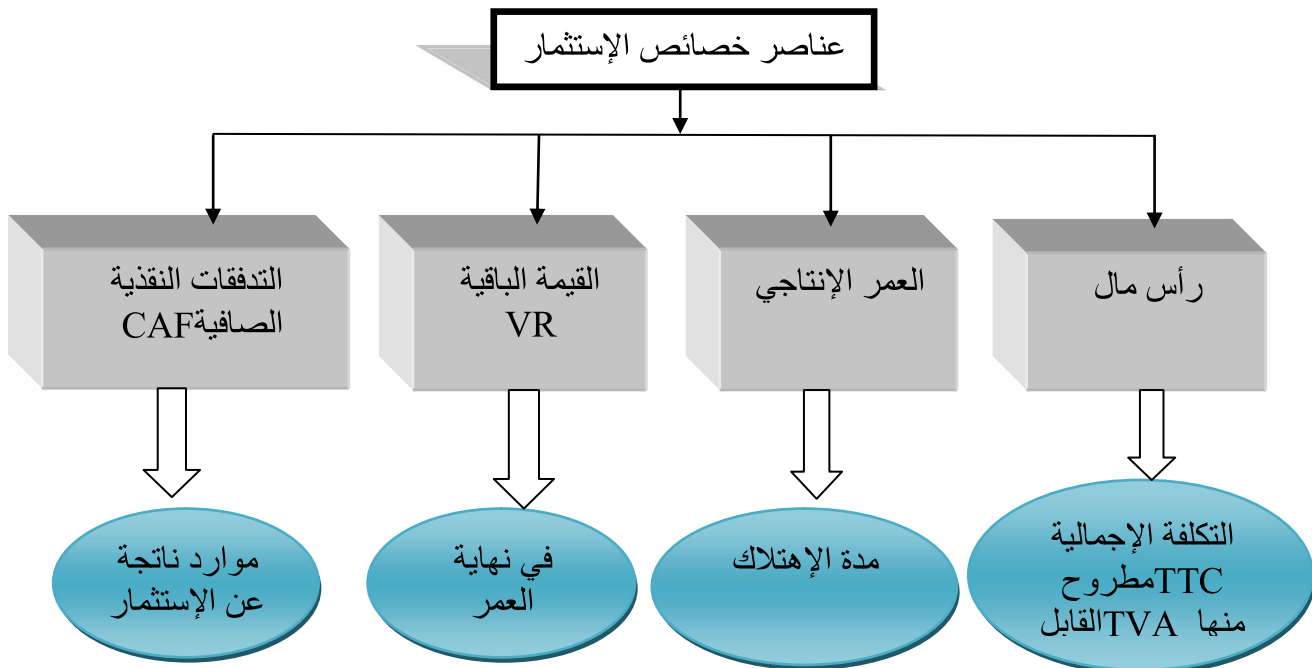 عناصر خصائص الإستثمار
رأس مال
العمر الإنتاجي
القيمة الباقية
VR
التدفقات النقدية
الصافيةCAF
التكلفة الإجمالية
TTCمطروح
منها TVAالقابل
مدة الإهتلاك
في نهاية
العمر
موارد ناتجة
عن الإستثمار